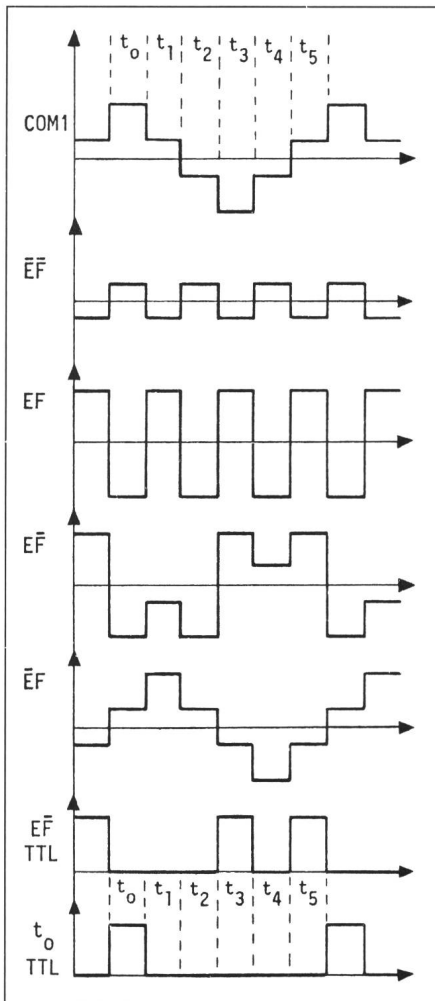 t₀ t₁ t₂ t₃ t₄ t₅
COM1
E̅F̅
EF
EF̅
E̅F
EF̅
TTL
t₀ t₁ t₂ t₃ t₄ t₅
t₀
TTL